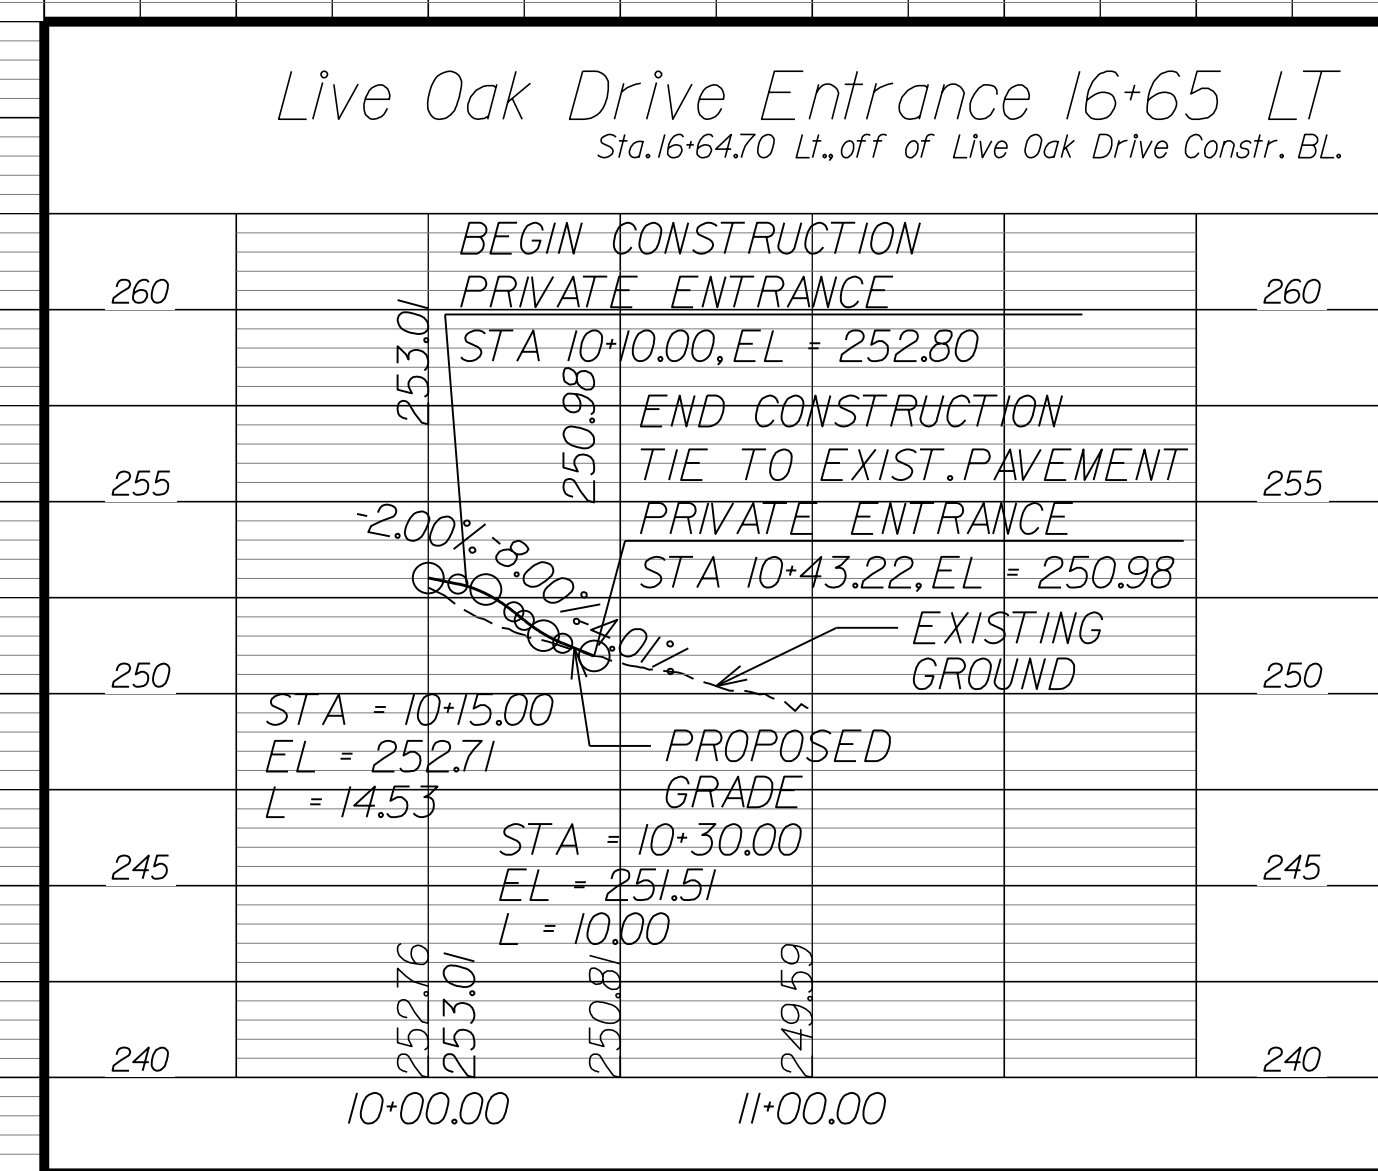 Live Oak Drive Entrance 16+65 LT
Sta. 16+64.70 Lt., off of Live Oak Drive Constr. BL.
BEGIN CONSTRUCTION
PRIVATE ENTRANCE
STA 10+10.00, EL = 252.80
260
260
253.01
250.98
END CONSTRUCTION
TIE TO EXIST. PAVEMENT
PRIVATE ENTRANCE
STA 10+43.22, EL = 250.98
255
255
-2.00%
-8.00%
-4.01%
EXISTING
GROUND
250
250
STA = 10+15.00
EL = 252.71
L = 14.53
PROPOSED
GRADE
STA = 10+30.00
EL = 251.51
L = 10.00
245
245
252.76
253.01
250.81
249.59
240
240
10+00.00
11+00.00